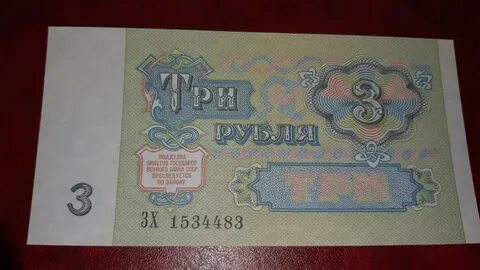 ТРИ
3
РУБЛЯ
ПОДДЕЛКА
БИЛЕТОВ ГОСУДАРСТ-
ВЕННОГО БАНКА СССР
ПРЕСЛЕДУЕТСЯ
ПО ЗАКОНУ
ТРИ
3
ЗХ 1534483